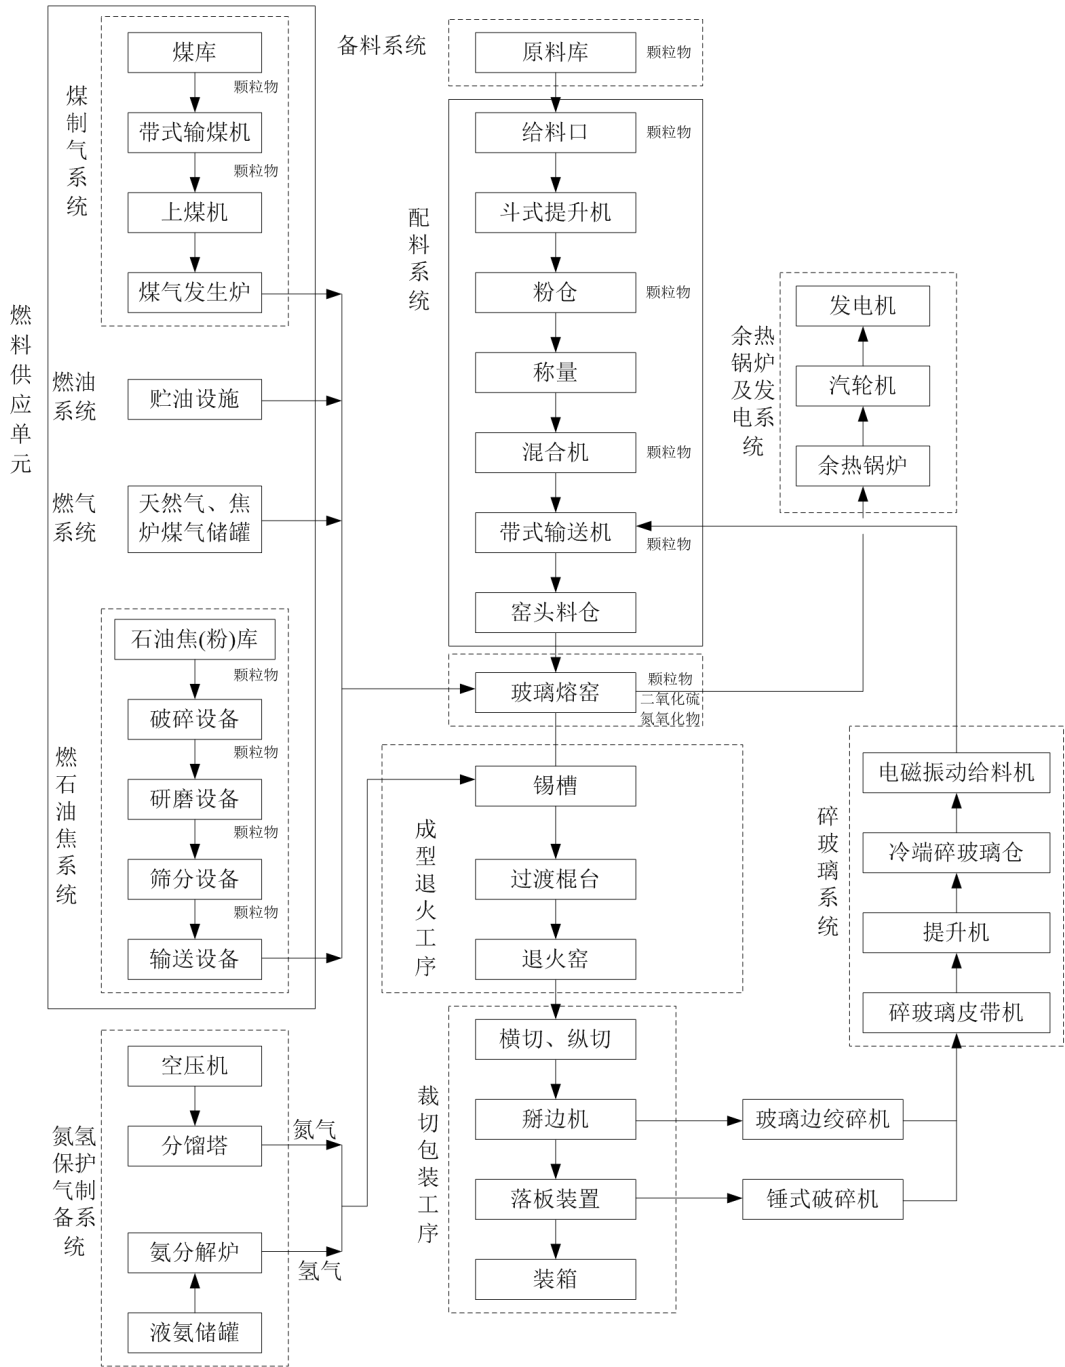 燃料供应单元
煤制气系统
煤库
颗粒物
带式输煤机
颗粒物
上煤机
煤气发生炉
燃油
系统
贮油设施
燃气
系统
天然气、焦
炉煤气储罐
燃石油焦系统
石油焦(粉)库
颗粒物
破碎设备
颗粒物
研磨设备
颗粒物
筛分设备
颗粒物
输送设备
氮氢
保护
气制
备系
统
空压机
分馏塔
氮气
氨分解炉
氢气
液氨储罐
备料系统
原料库
颗粒物
配料系统
给料口
颗粒物
斗式提升机
粉仓
颗粒物
称量
混合机
颗粒物
带式输送机
颗粒物
窑头料仓
玻璃熔窑
颗粒物
二氧化硫
氮氧化物
成型退火工序
锡槽
过渡棍台
退火窑
裁切包装工序
横切、纵切
掰边机
落板装置
装箱
玻璃边绞碎机
锤式破碎机
余热
锅炉
及发
电系
统
发电机
汽轮机
余热锅炉
碎玻璃系统
电磁振动给料机
冷端碎玻璃仓
提升机
碎玻璃皮带机